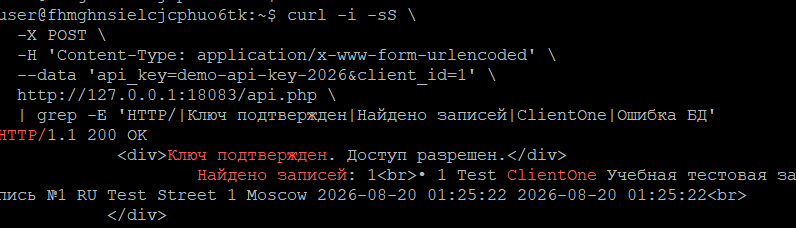 user@fhmghnsielcjcphuo6tk:~$ curl -i -sS \
-X POST \
-H 'Content-Type: application/x-www-form-urlencoded' \
--data 'api_key=demo-api-key-2026&client_id=1' \
http://127.0.0.1:18083/api.php \
| grep -E 'HTTP/|Ключ подтвержден|Найдено записей|ClientOne|Ошибка БД'
HTTP/1.1 200 OK
<div>Ключ подтвержден. Доступ разрешен.</div>
Найдено записей: 1<br>• 1 Test ClientOne Учебная тестовая за
пись №1 RU Test Street 1 Moscow 2026-08-20 01:25:22 2026-08-20 01:25:22<br>
</div>